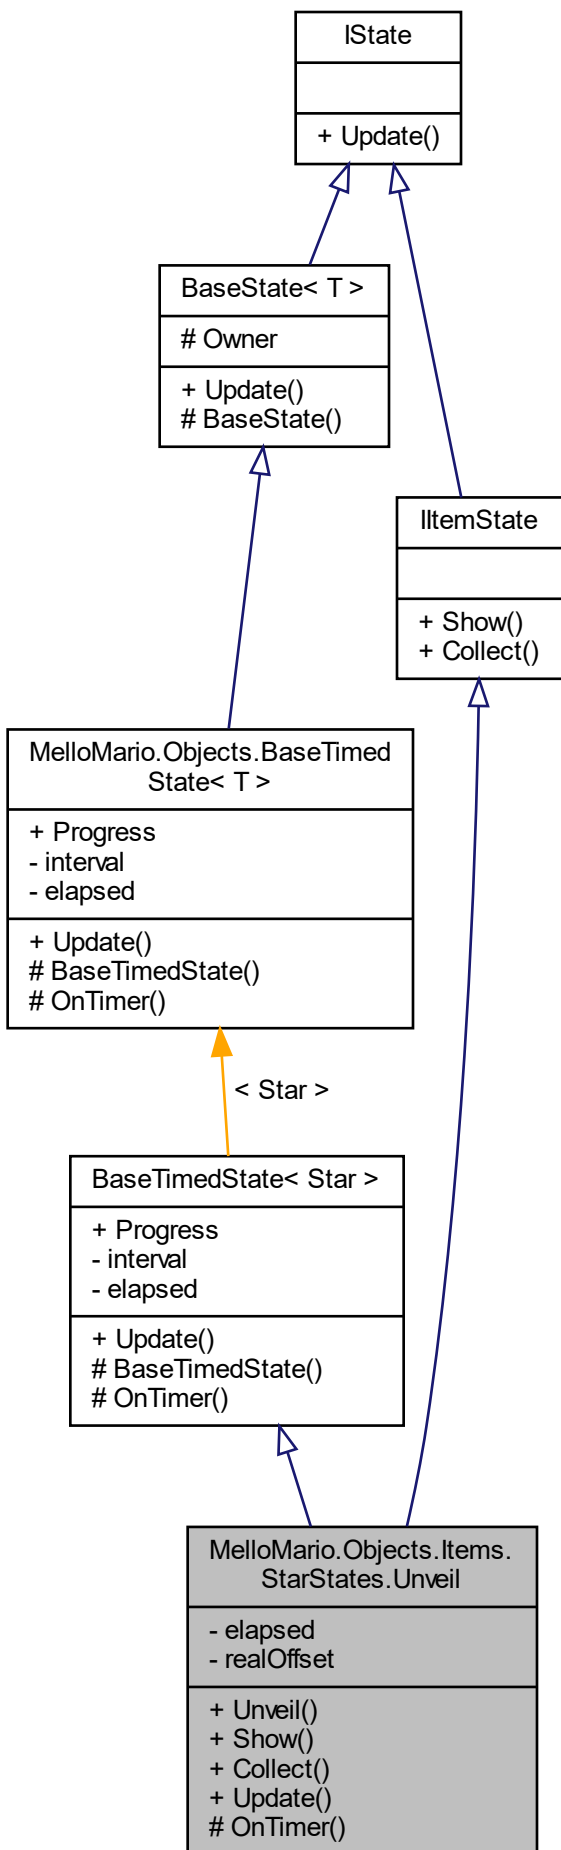 IState
+ Update()
BaseState< T >
# Owner
+ Update()
# BaseState()
IItemState
+ Show()
+ Collect()
MelloMario.Objects.BaseTimed
State< T >
+ Progress
- interval
- elapsed
+ Update()
# BaseTimedState()
# OnTimer()
< Star >
BaseTimedState< Star >
+ Progress
- interval
- elapsed
+ Update()
# BaseTimedState()
# OnTimer()
MelloMario.Objects.Items.
StarStates.Unveil
- elapsed
- realOffset
+ Unveil()
+ Show()
+ Collect()
+ Update()
# OnTimer()